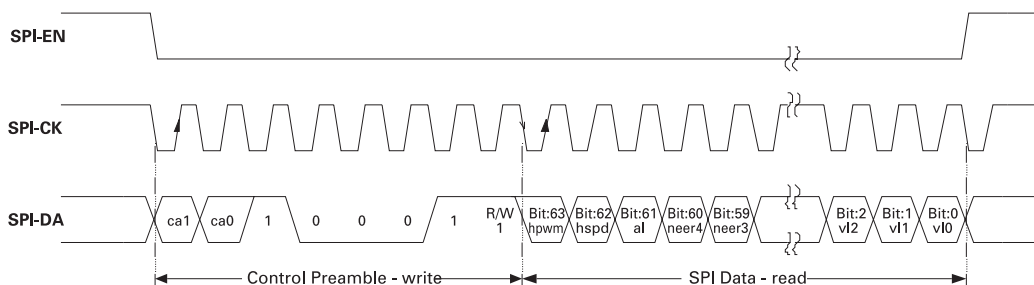 SPI-EN
SPI-CK
SPI-DA
ca1 ca0 1 0 0 0 1 R/W Bit:63 Bit:62 Bit:61 Bit:60 Bit:59 Bit:2 Bit:1 Bit:0
1 hpwm hspd al neer4 neer3 vl2 vl1 vl0
Control Preamble - write SPI Data - read